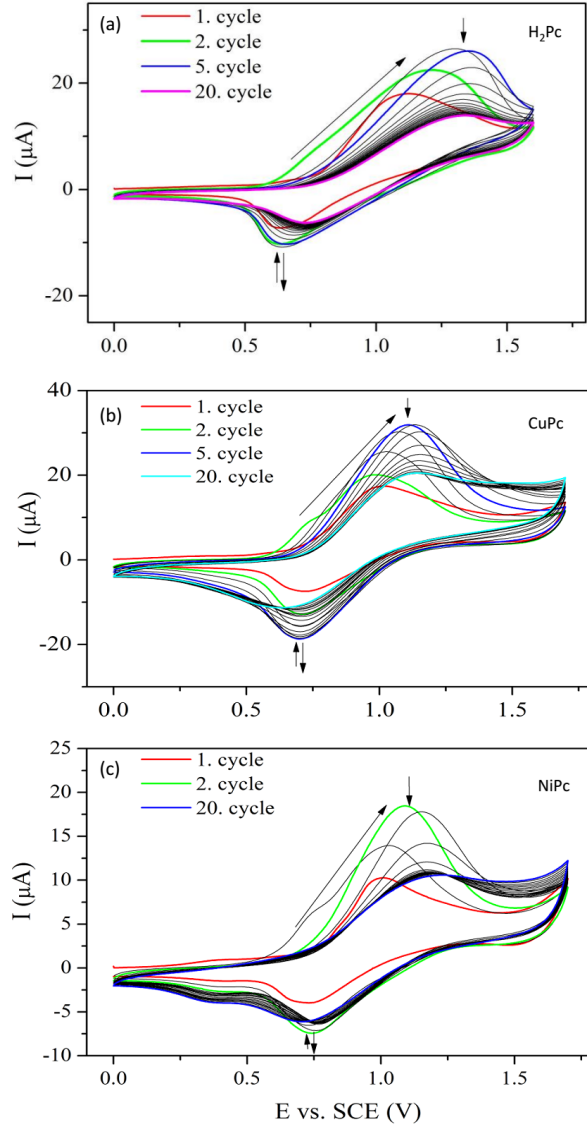 (a)
H₂Pc
1. cycle
2. cycle
5. cycle
20. cycle
I (μA)
20
0
-20
0.0 0.5 1.0 1.5
(b)
CuPc
1. cycle
2. cycle
5. cycle
20. cycle
I (μA)
40
20
0
-20
0.0 0.5 1.0 1.5
(c)
NiPc
1. cycle
2. cycle
20. cycle
I (μA)
25
20
15
10
5
0
-5
-10
0.0 0.5 1.0 1.5
E vs. SCE (V)